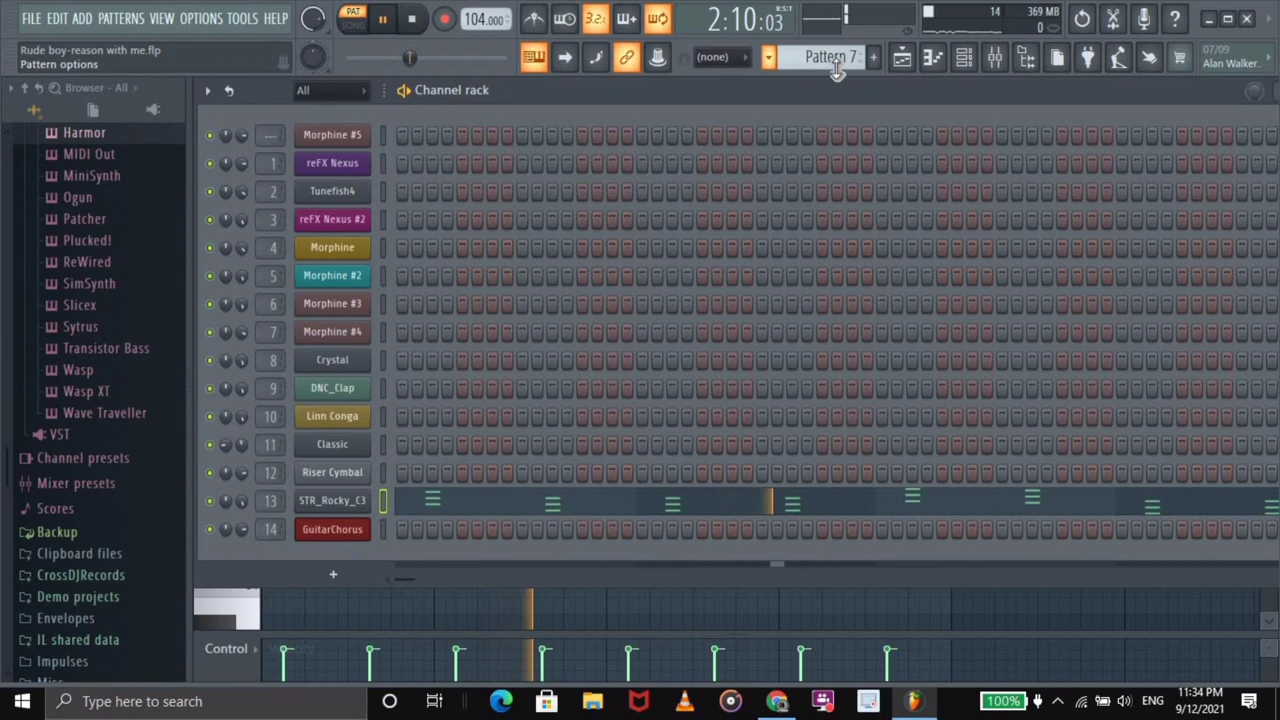 FILE EDIT ADD PATTERNS VIEW OPTIONS TOOLS HELP
PAT
SONG
104.000
3.2
2:10:03
B:S:T
14
369 MB
0
Rude boy-reason with me.flp
Pattern options
(none)
Pattern 7
07/09
Alan Walker..
Browser - All
All
Channel rack
Harmor
MIDI Out
MiniSynth
Ogun
Patcher
Plucked!
ReWired
SimSynth
Slicex
Sytrus
Transistor Bass
Wasp
Wasp XT
Wave Traveller
VST
Channel presets
Mixer presets
Scores
Backup
Clipboard files
CrossDJRecords
Demo projects
Envelopes
IL shared data
Impulses
--- Morphine #5
1 reFX Nexus
2 Tunefish4
3 reFX Nexus #2
4 Morphine
5 Morphine #2
6 Morphine #3
7 Morphine #4
8 Crystal
9 DNC_Clap
10 Linn Conga
11 Classic
12 Riser Cymbal
13 STR_Rocky_C3
14 GuitarChorus
+
Control
Velocity
Type here to search
100%
ENG
11:34 PM
9/12/2021